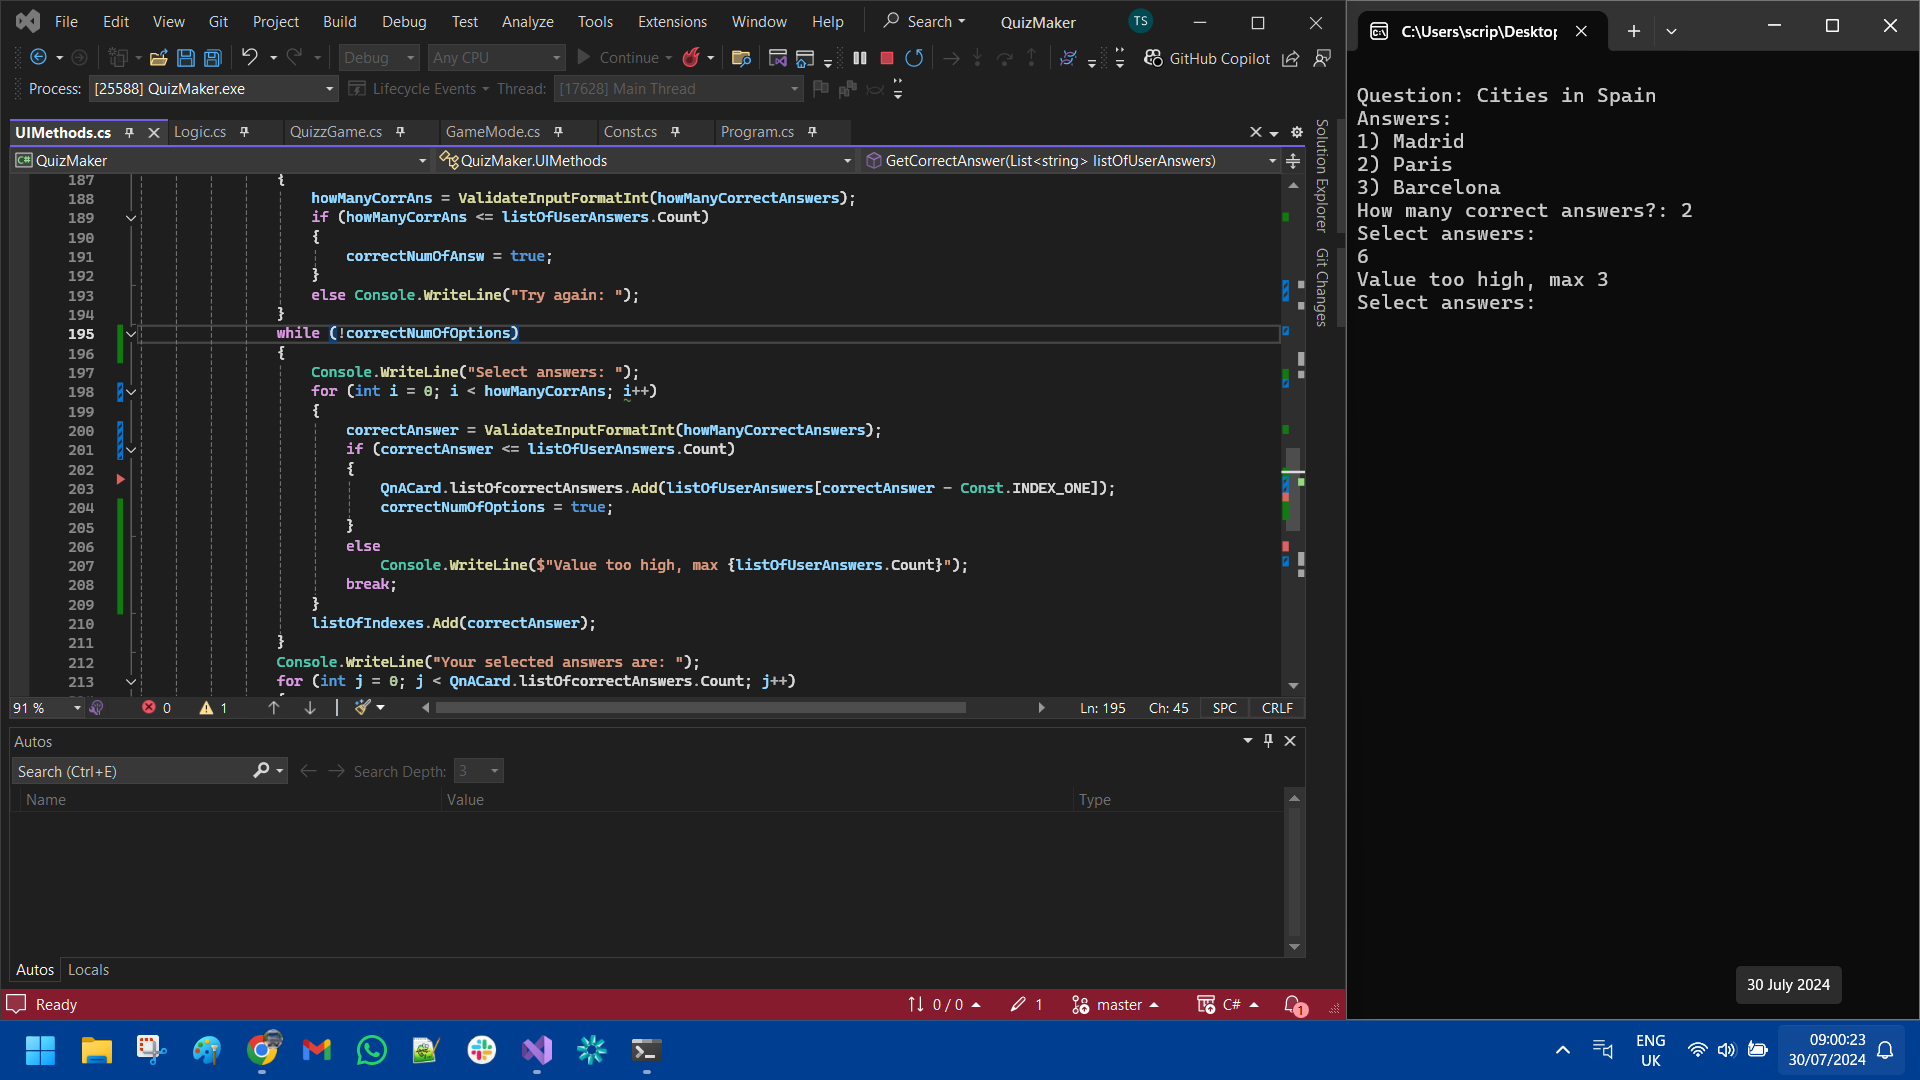 File Edit View Git Project Build Debug Test Analyze Tools Extensions Window Help Search QuizMaker TS
Debug Any CPU Continue GitHub Copilot
Process: [25588] QuizMaker.exe Lifecycle Events Thread: [17628] Main Thread
UIMethods.cs Logic.cs QuizzGame.cs GameMode.cs Const.cs Program.cs
C# QuizMaker QuizMaker.UIMethods GetCorrectAnswer(List<string> listOfUserAnswers)
187 {
188 howManyCorrAns = ValidateInputFormatInt(howManyCorrectAnswers);
189 if (howManyCorrAns <= listOfUserAnswers.Count)
190 {
191 correctNumOfAnsw = true;
192 }
193 else Console.WriteLine("Try again: ");
194 }
195 while (!correctNumOfOptions)
196 {
197 Console.WriteLine("Select answers: ");
198 for (int i = 0; i < howManyCorrAns; i++)
199 {
200 correctAnswer = ValidateInputFormatInt(howManyCorrectAnswers);
201 if (correctAnswer <= listOfUserAnswers.Count)
202 {
203 QnACard.listOfcorrectAnswers.Add(listOfUserAnswers[correctAnswer - Const.INDEX_ONE]);
204 correctNumOfOptions = true;
205 }
206 else
207 Console.WriteLine($"Value too high, max {listOfUserAnswers.Count}");
208 break;
209 }
210 listOfIndexes.Add(correctAnswer);
211 }
212 Console.WriteLine("Your selected answers are: ");
213 for (int j = 0; j < QnACard.listOfcorrectAnswers.Count; j++)
91 % 0 1 Ln: 195 Ch: 45 SPC CRLF
Solution Explorer
Git Changes
Autos
Search (Ctrl+E) Search Depth: 3
Name Value Type
Autos Locals
Ready 0 / 0 1 master C# 1
C:\Users\scrip\Desktop
Question: Cities in Spain
Answers:
1) Madrid
2) Paris
3) Barcelona
How many correct answers?: 2
Select answers:
6
Value too high, max 3
Select answers:
30 July 2024
ENG
UK
09:00:23
30/07/2024